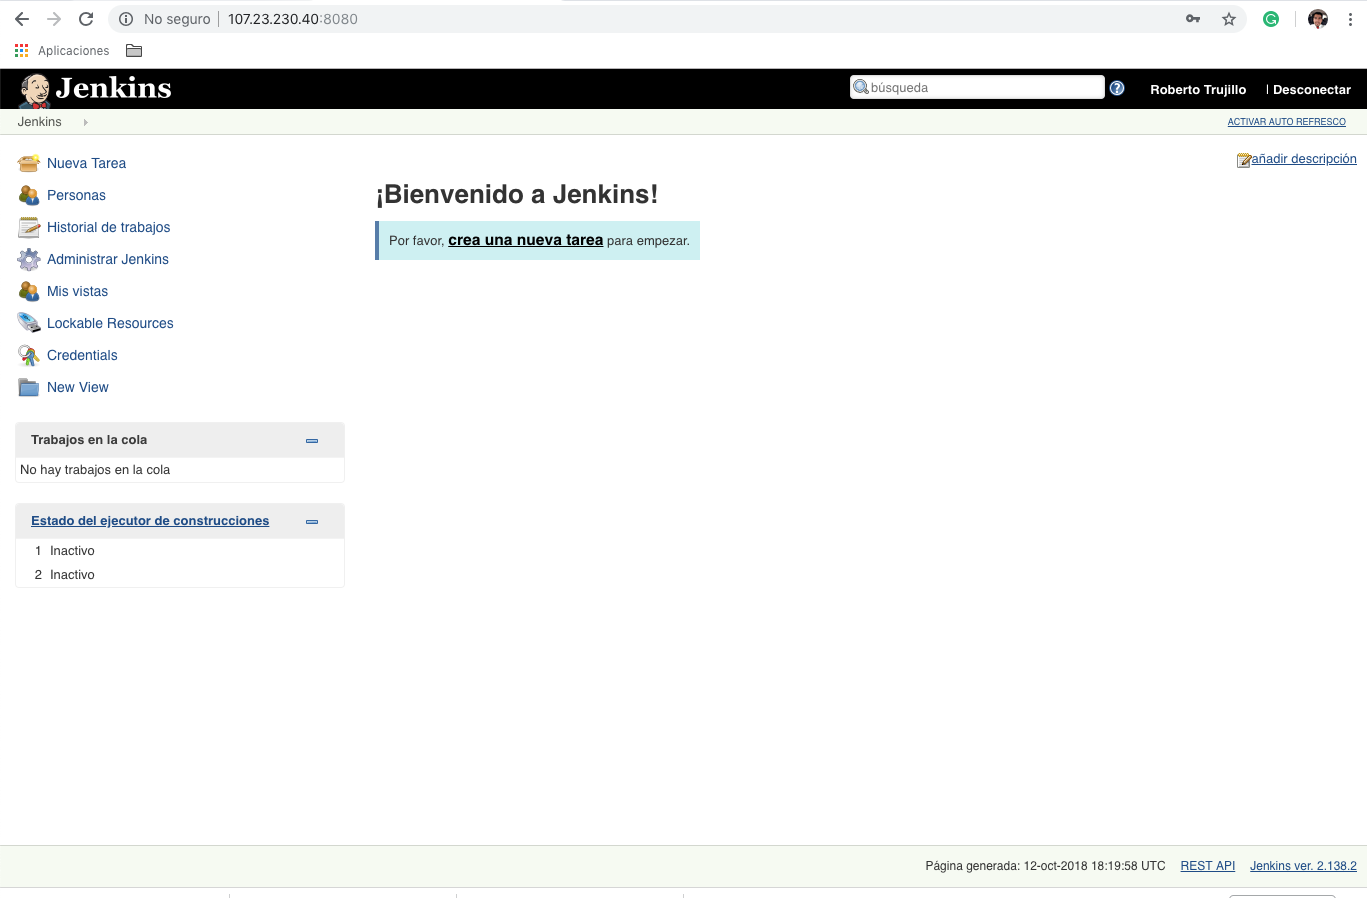 No seguro 107.23.230.40:8080
Aplicaciones
Jenkins
búsqueda
Roberto Trujillo | Desconectar
Jenkins
ACTIVAR AUTO REFRESCO
añadir descripción
Nueva Tarea
Personas
Historial de trabajos
Administrar Jenkins
Mis vistas
Lockable Resources
Credentials
New View
Trabajos en la cola
No hay trabajos en la cola
Estado del ejecutor de construcciones
1 Inactivo
2 Inactivo
¡Bienvenido a Jenkins!
Por favor, crea una nueva tarea para empezar.
Página generada: 12-oct-2018 18:19:58 UTC REST API Jenkins ver. 2.138.2